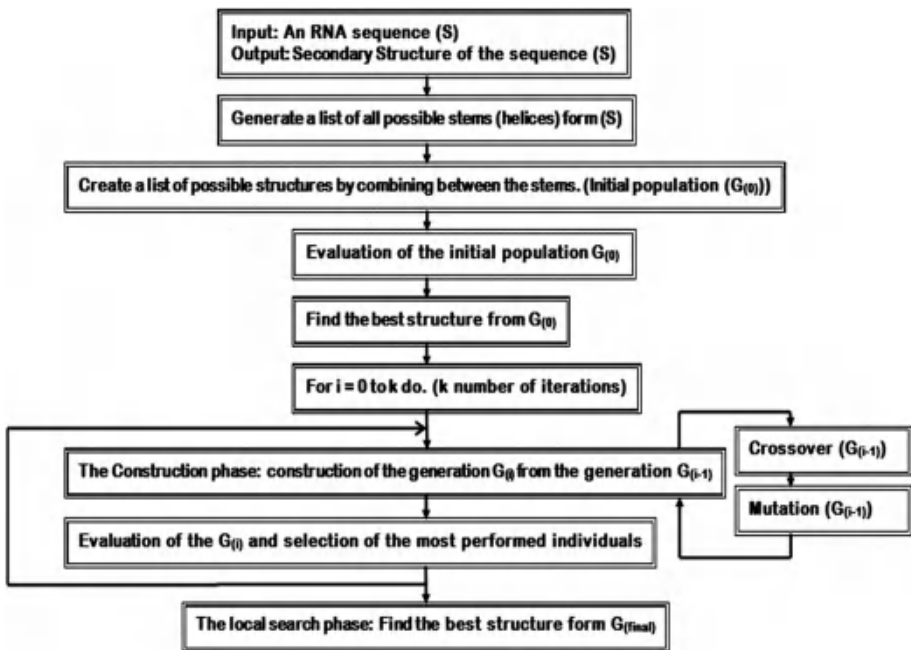 Input: An RNA sequence (S)
Output: Secondary Structure of the sequence (S)
Generate a list of all possible stems (helices) form (S)
Create a list of possible structures by combining between the stems. (Initial population (G(0)))
Evaluation of the initial population G(0)
Find the best structure from G(0)
For i = 0 to k do. (k number of iterations)
The Construction phase: construction of the generation G(i) from the generation G(i-1)
Crossover (G(i-1))
Mutation (G(i-1))
Evaluation of the G(i) and selection of the most performed individuals
The local search phase: Find the best structure form G(final)